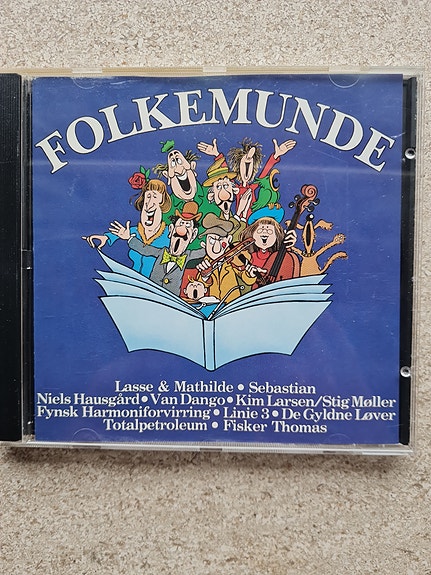 FOLKEMUNDE
Lasse & Mathilde • Sebastian
Niels Hausgård • Van Dango • Kim Larsen/Stig Møller
Fynsk Harmoniforvirring • Linie 3 • De Gyldne Løver
Totalpetroleum • Fisker Thomas